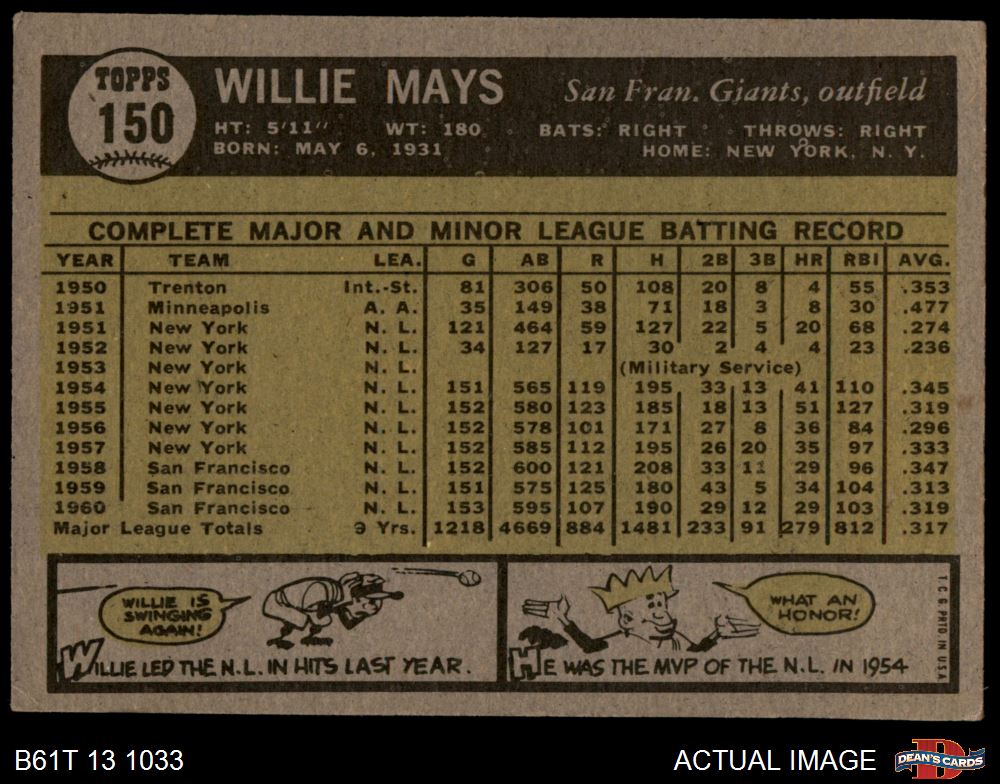 TOPPS
150
WILLIE MAYS San Fran. Giants, outfield
HT: 5'11" WT: 180 BATS: RIGHT THROWS: RIGHT
BORN: MAY 6, 1931 HOME: NEW YORK, N. Y.
COMPLETE MAJOR AND MINOR LEAGUE BATTING RECORD
YEAR TEAM LEA. G AB R H 2B 3B HR RBI AVG.
1950 Trenton Int.-St. 81 306 50 108 20 8 4 55 .353
1951 Minneapolis A. A. 35 149 38 71 18 3 8 30 .477
1951 New York N. L. 121 464 59 127 22 5 20 68 .274
1952 New York N. L. 34 127 17 30 2 4 4 23 .236
1953 New York N. L. (Military Service)
1954 New York N. L. 151 565 119 195 33 13 41 110 .345
1955 New York N. L. 152 580 123 185 18 13 51 127 .319
1956 New York N. L. 152 578 101 171 27 8 36 84 .296
1957 New York N. L. 152 585 112 195 26 20 35 97 .333
1958 San Francisco N. L. 152 600 121 208 33 11 29 96 .347
1959 San Francisco N. L. 151 575 125 180 43 5 34 104 .313
1960 San Francisco N. L. 153 595 107 190 29 12 29 103 .319
Major League Totals 9 Yrs. 1218 4669 884 1481 233 91 279 812 .317
WILLIE IS
SWINGING
AGAIN!
WILLIE LED THE N.L. IN HITS LAST YEAR.
WHAT AN
HONOR!
HE WAS THE MVP OF THE N.L. IN 1954
T.C.G. PRTD. IN U.S.A.
B61T 13 1033 ACTUAL IMAGE DEAN'S CARDS